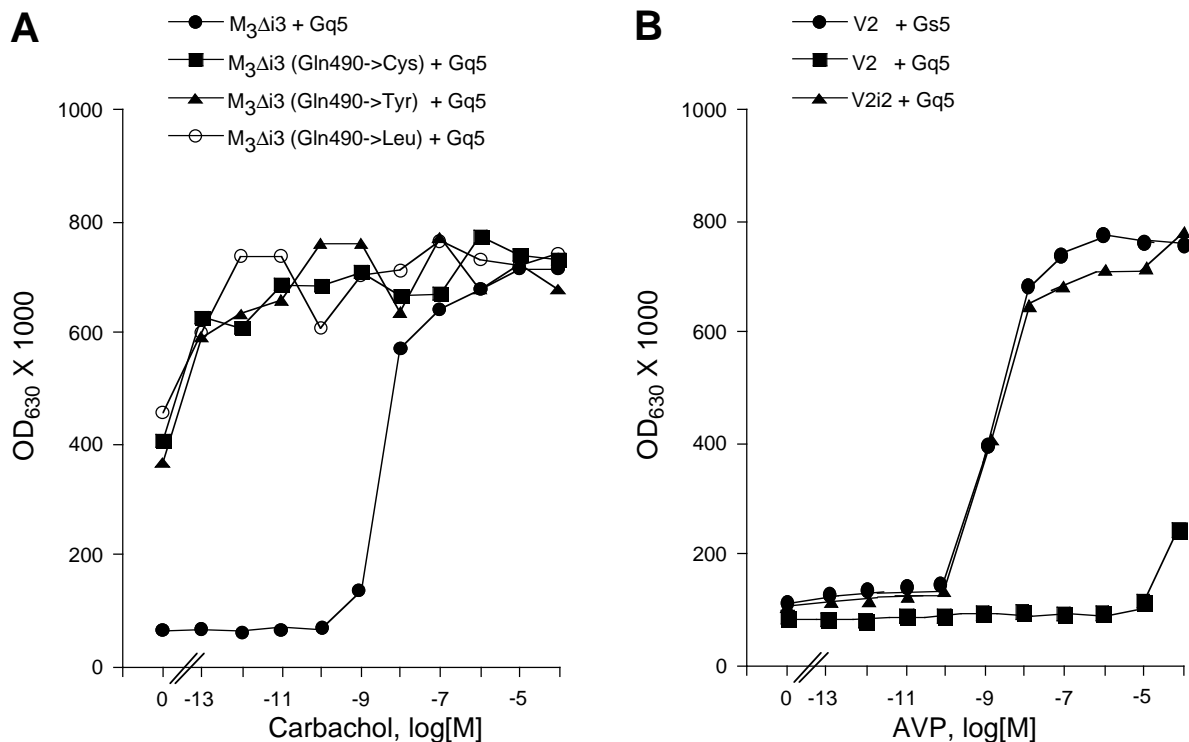 A
M3Δi3 + Gq5
M3Δi3 (Gln490->Cys) + Gq5
M3Δi3 (Gln490->Tyr) + Gq5
M3Δi3 (Gln490->Leu) + Gq5
1000
800
600
400
200
0
OD630 X 1000
0 -13 -11 -9 -7 -5
Carbachol, log[M]
B
V2 + Gs5
V2 + Gq5
V2i2 + Gq5
1000
800
600
400
200
0
OD630 X 1000
0 -13 -11 -9 -7 -5
AVP, log[M]